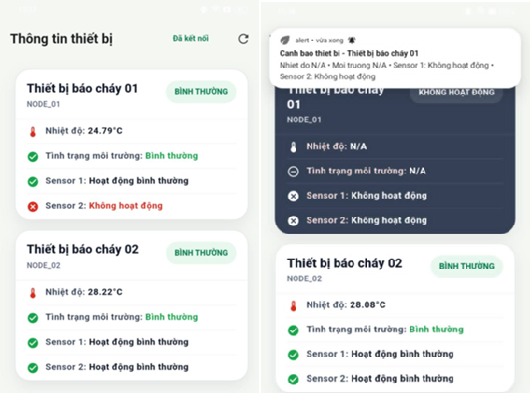 Thông tin thiết bị
Đã kết nối
Thiết bị báo cháy 01
BÌNH THƯỜNG
NODE_01
Nhiệt độ: 24.79°C
Tình trạng môi trường: Bình thường
Sensor 1: Hoạt động bình thường
Sensor 2: Không hoạt động
Thiết bị báo cháy 02
BÌNH THƯỜNG
NODE_02
Nhiệt độ: 28.22°C
Tình trạng môi trường: Bình thường
Sensor 1: Hoạt động bình thường
Sensor 2: Hoạt động bình thường
alert • vừa xong
Canh bao thiet bi - Thiết bị báo cháy 01
Nhiet do N/A • Moi truong N/A • Sensor 1: Không hoạt động •
Sensor 2: Không hoạt động
Thiết bị báo cháy
01
KHÔNG HOẠT ĐỘNG
NODE_01
Nhiệt độ: N/A
Tình trạng môi trường: N/A
Sensor 1: Không hoạt động
Sensor 2: Không hoạt động
Thiết bị báo cháy 02
BÌNH THƯỜNG
NODE_02
Nhiệt độ: 28.08°C
Tình trạng môi trường: Bình thường
Sensor 1: Hoạt động bình thường
Sensor 2: Hoạt động bình thường